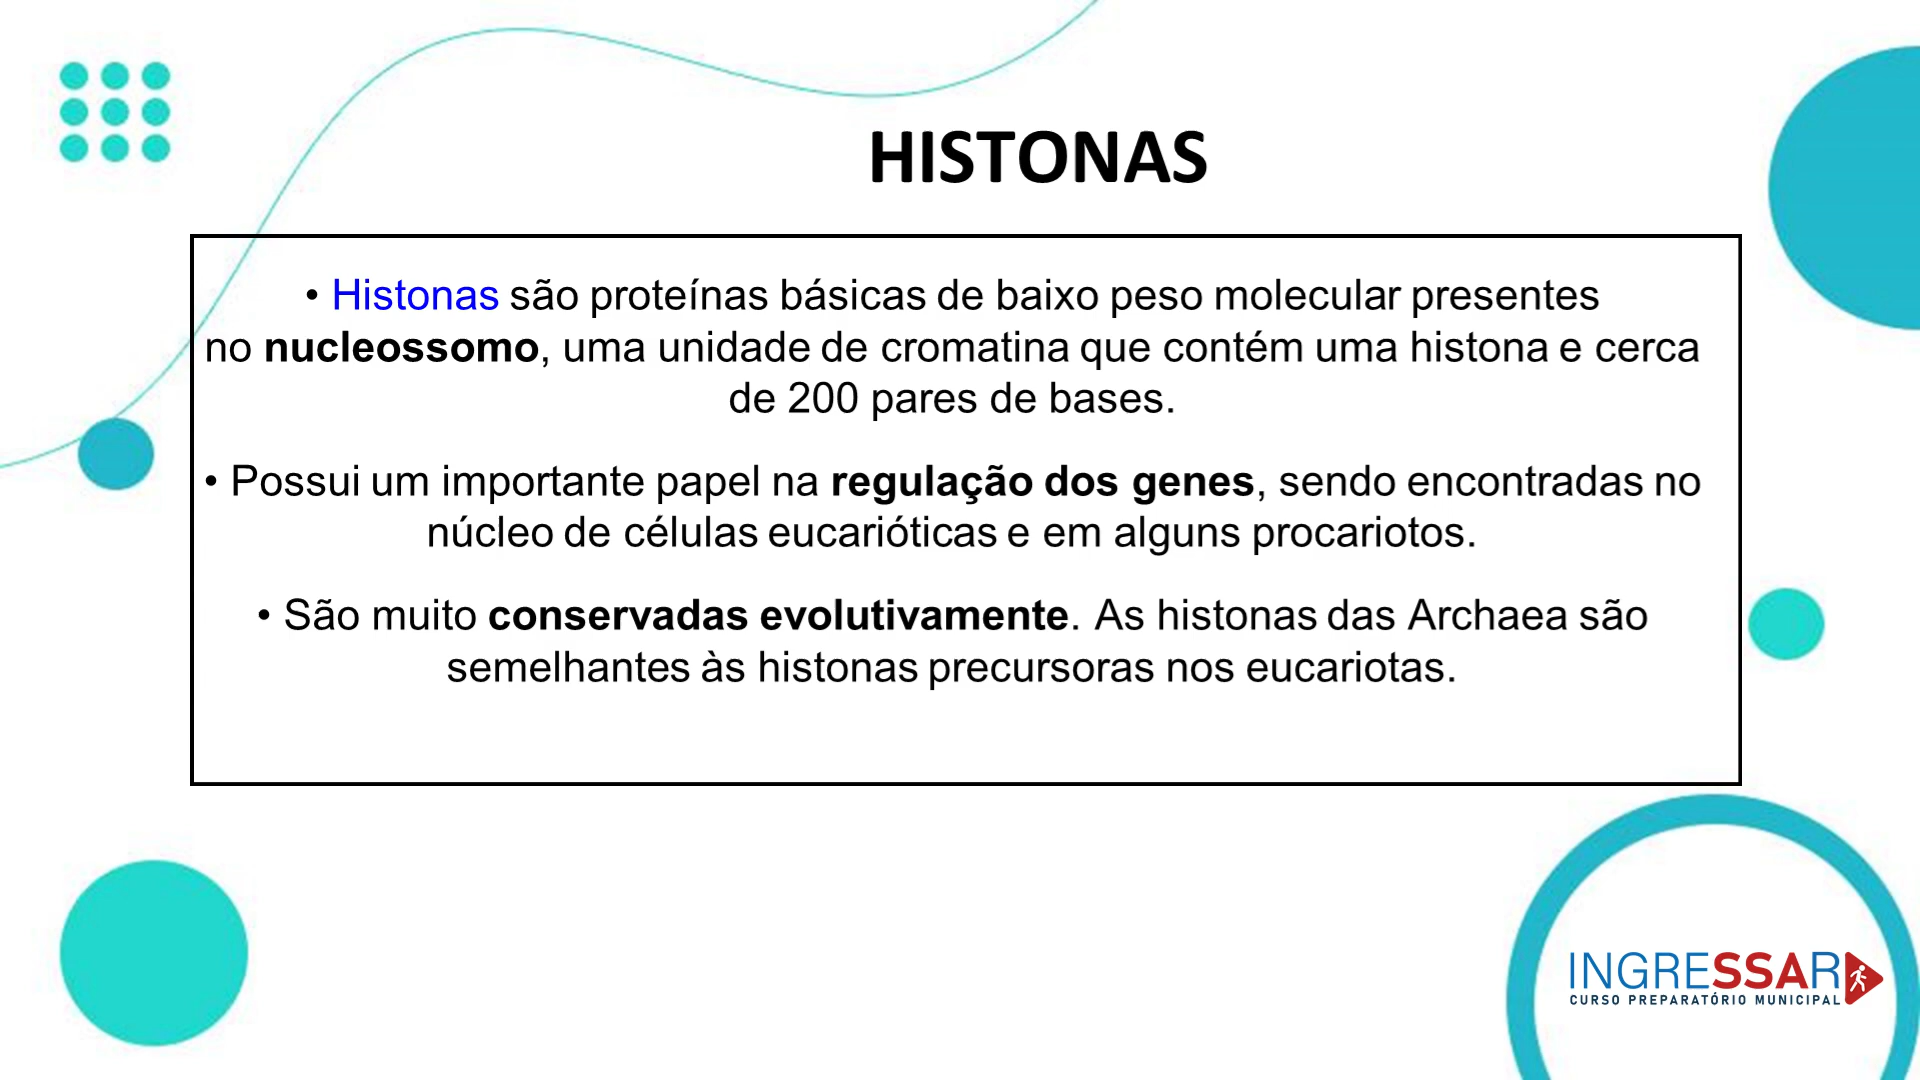 HISTONAS
• Histonas são proteínas básicas de baixo peso molecular presentes
no nucleossomo, uma unidade de cromatina que contém uma histona e cerca
de 200 pares de bases.
• Possui um importante papel na regulação dos genes, sendo encontradas no
núcleo de células eucarióticas e em alguns procariotos.
• São muito conservadas evolutivamente. As histonas das Archaea são
semelhantes às histonas precursoras nos eucariotas.
INGRESSAR
CURSO PREPARATÓRIO MUNICIPAL